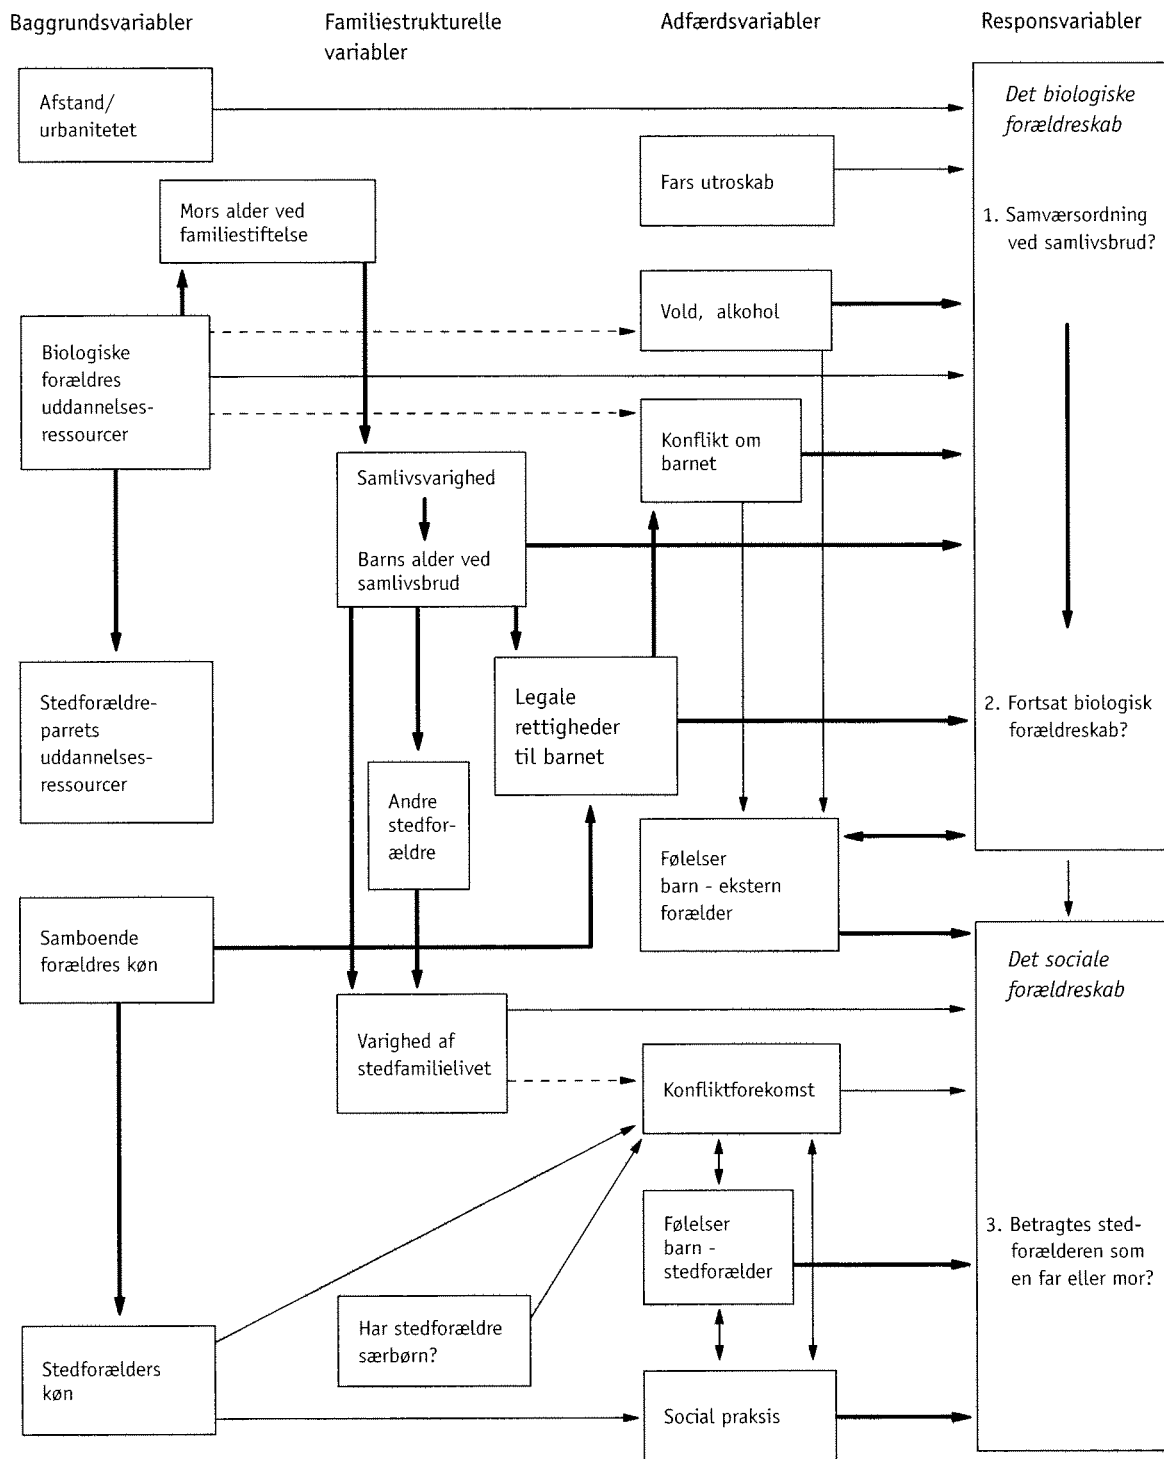 Baggrundsvariabler
Familiestrukturelle
variabler
Adfærdsvariabler
Responsvariabler
Afstand/
urbanitetet
Mors alder ved
familiestiftelse
Biologiske
forældres
uddannelses-
ressourcer
Stedforældre-
parrets
uddannelses-
ressourcer
Samboende
forældres køn
Stedforælders
køn
Samlivsvarighed
Barns alder ved
samlivsbrud
Legale
rettigheder
til barnet
Andre
stedfor-
ældre
Varighed af
stedfamilielivet
Har stedforældre
særbørn?
Fars utroskab
Vold, alkohol
Konflikt om
barnet
Følelser
barn - ekstern
forælder
Konfliktforekomst
Følelser
barn -
stedforælder
Social praksis
Det biologiske
forældreskab
1. Samværsordning
ved samlivsbrud?
2. Fortsat biologisk
forældreskab?
Det sociale
forældreskab
3. Betragtes sted-
forælderen som
en far eller mor?